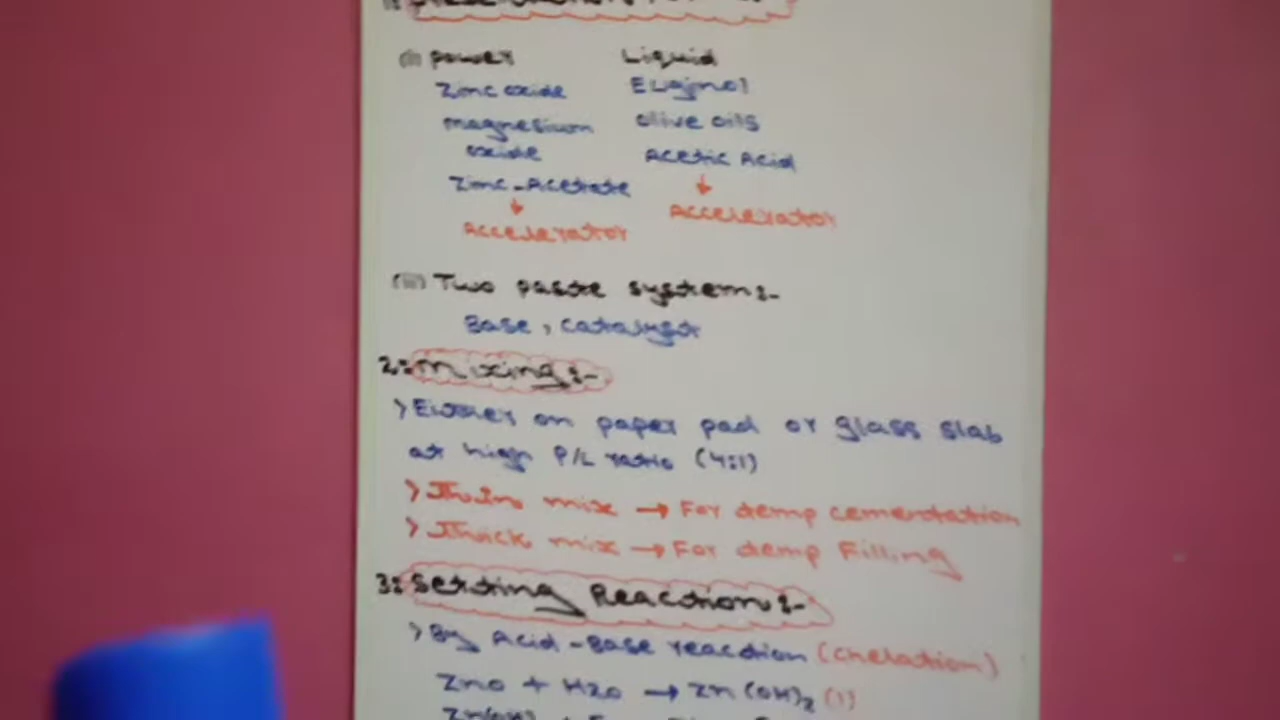 (i) Power Liquid
Zinc oxide Eugjnol
magnesium olive oils
oxide Acetic Acid
Zinc-Acetate
Accelerator Accelerator
(ii) Two paste system:-
Base, catalyst
2: mixing:-
> Either on paper pad or glass slab
at high P/L ratio (4:1)
> Thin mix → For temp cementation
> Thick mix → For temp Filling
3: Setting Reaction:-
> By Acid-Base reaction (chelation)
ZnO + H2O → Zn(OH)2 (1)